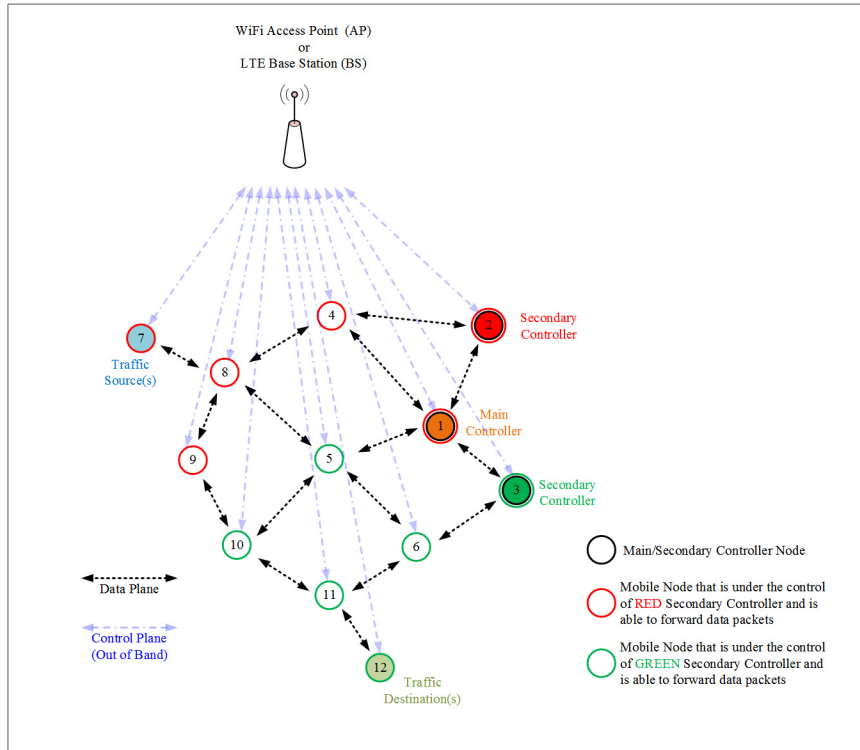 WiFi Access Point (AP)
or
LTE Base Station (BS)
4
2
Secondary
Controller
7
Traffic
Source(s)
8
Main
Controller
1
5
9
3
Secondary
Controller
10
6
11
12
Traffic
Destination(s)
Data Plane
Control Plane
(Out of Band)
Main/Secondary Controller Node
Mobile Node that is under the control
of RED Secondary Controller and is
able to forward data packets
Mobile Node that is under the control
of GREEN Secondary Controller and
is able to forward data packets